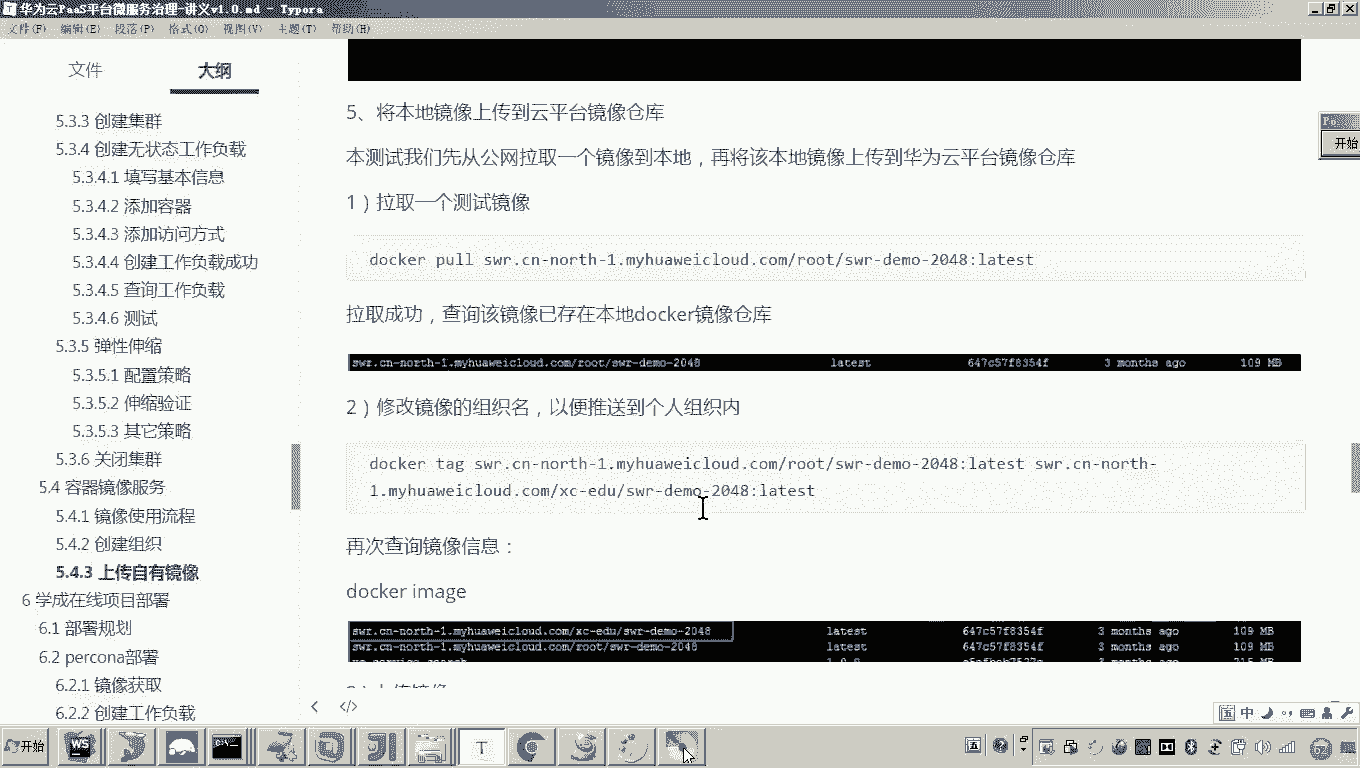 华为云PaaS平台微服务治理-讲义v1.0.md - Typora
文件(F) 编辑(E) 段落(P) 格式(O) 视图(V) 主题(T) 帮助(H)
文件 大纲
5.3.3 创建集群
5.3.4 创建无状态工作负载
5.3.4.1 填写基本信息
5.3.4.2 添加容器
5.3.4.3 添加访问方式
5.3.4.4 创建工作负载成功
5.3.4.5 查询工作负载
5.3.4.6 测试
5.3.5 弹性伸缩
5.3.5.1 配置策略
5.3.5.2 伸缩验证
5.3.5.3 其它策略
5.3.6 关闭集群
5.4 容器镜像服务
5.4.1 镜像使用流程
5.4.2 创建组织
5.4.3 上传自有镜像
6 学成在线项目部署
6.1 部署规划
6.2 percona部署
6.2.1 镜像获取
6.2.2 创建工作负载
5、将本地镜像上传到云平台镜像仓库
本测试我们先从公网拉取一个镜像到本地，再将该本地镜像上传到华为云平台镜像仓库
1）拉取一个测试镜像
docker pull swr.cn-north-1.myhuaweicloud.com/root/swr-demo-2048:latest
拉取成功，查询该镜像已存在本地docker镜像仓库
swr.cn-north-1.myhuaweicloud.com/root/swr-demo-2048 latest 647c57f8354f 3 months ago 109 MB
2）修改镜像的组织名，以便推送到个人组织内
docker tag swr.cn-north-1.myhuaweicloud.com/root/swr-demo-2048:latest swr.cn-north-
1.myhuaweicloud.com/xc-edu/swr-demo-2048:latest
再次查询镜像信息：
docker image
swr.cn-north-1.myhuaweicloud.com/xc-edu/swr-demo-2048 latest 647c57f8354f 3 months ago 109 MB
swr.cn-north-1.myhuaweicloud.com/root/swr-demo-2048 latest 647c57f8354f 3 months ago 109 MB
Po
开始
五 中
开始
WS
T
五
62